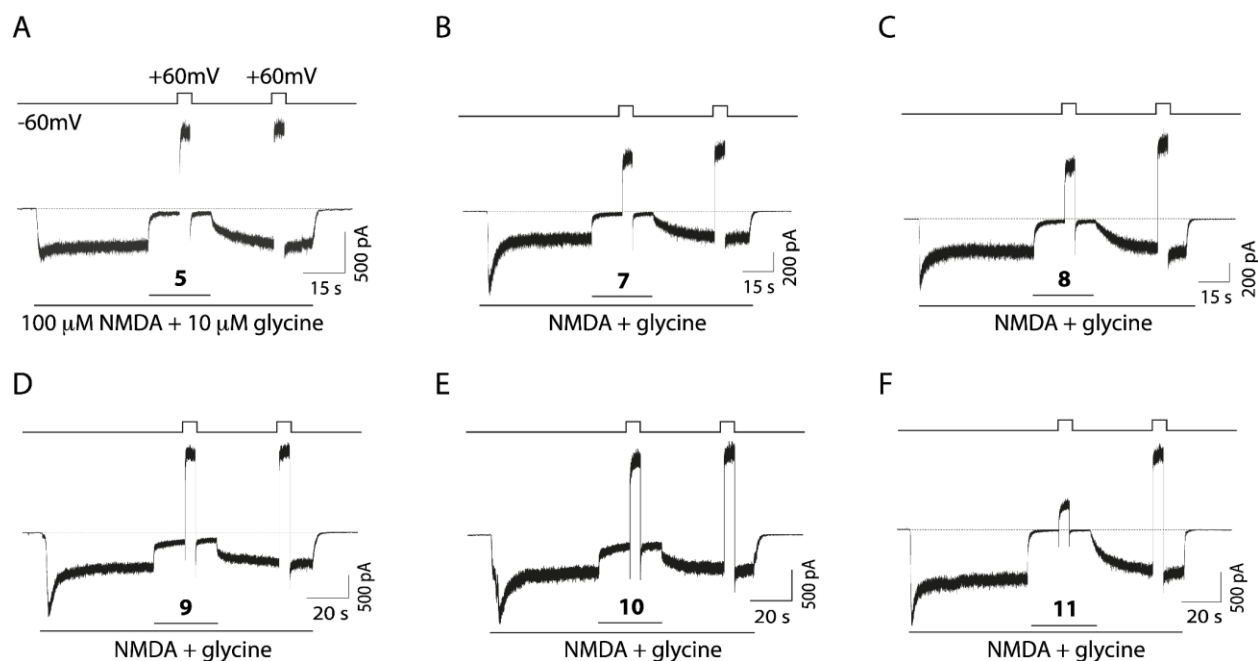 A
B
C
+60mV +60mV
-60mV
5
7
8
500 pA
200 pA
200 pA
15 s
15 s
15 s
100 μM NMDA + 10 μM glycine
NMDA + glycine
NMDA + glycine
D
E
F
9
10
11
500 pA
500 pA
500 pA
20 s
20 s
20 s
NMDA + glycine
NMDA + glycine
NMDA + glycine